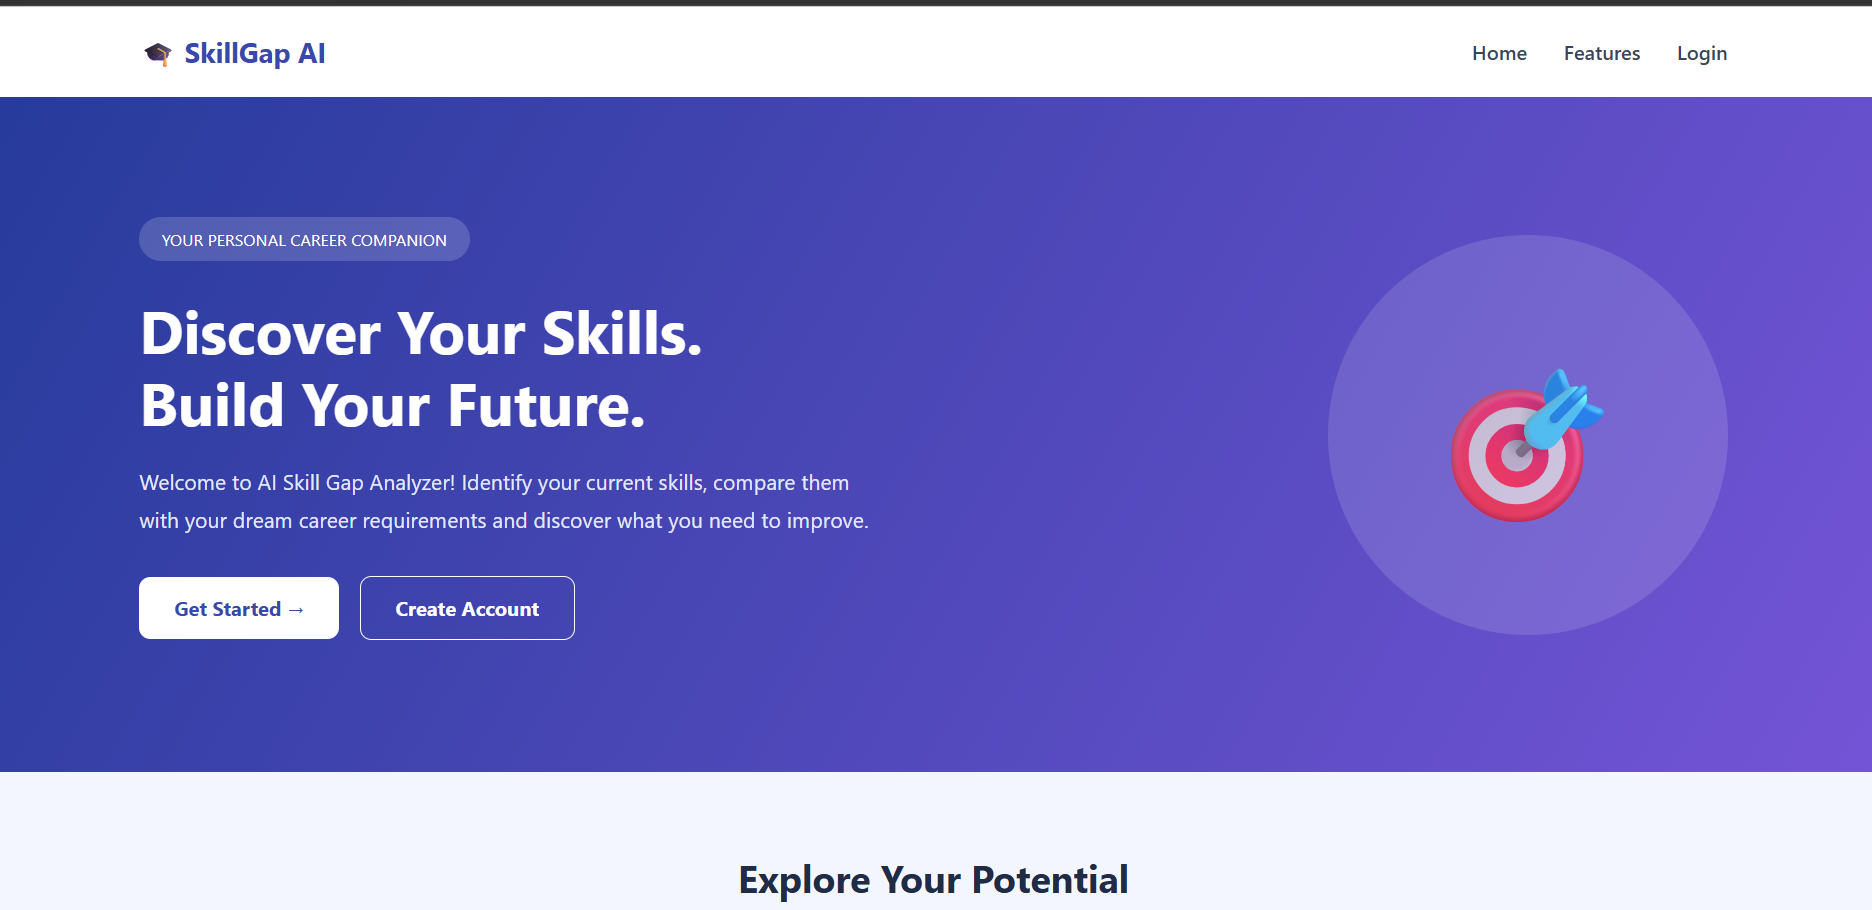 SkillGap AI
Home
Features
Login
YOUR PERSONAL CAREER COMPANION
Discover Your Skills.
Build Your Future.
Welcome to AI Skill Gap Analyzer! Identify your current skills, compare them
with your dream career requirements and discover what you need to improve.
Get Started →
Create Account
Explore Your Potential